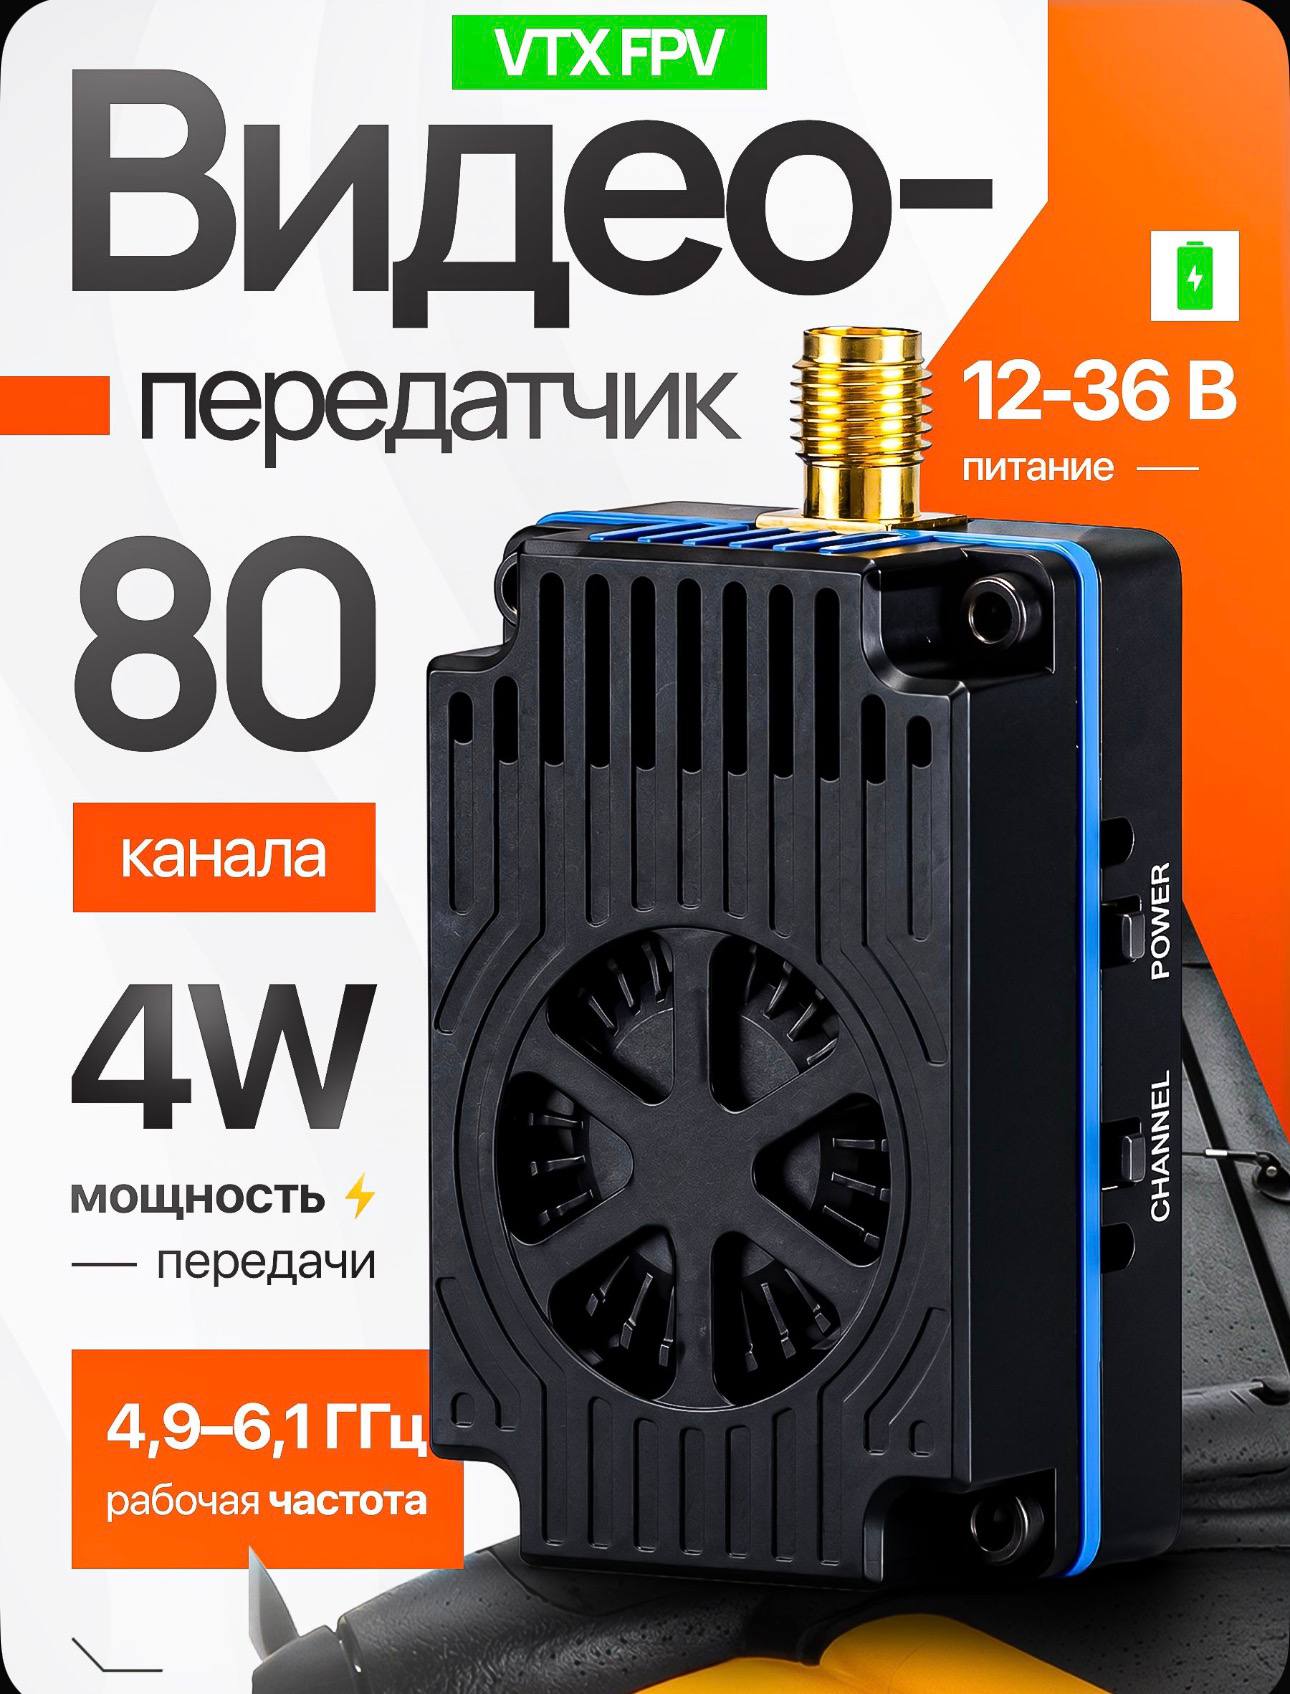 VTX FPV
Видео-
передатчик
12-36 В
питание
80
канала
4W
мощность
передачи
4,9–6,1 ГГц
рабочая частота
POWER
CHANNEL